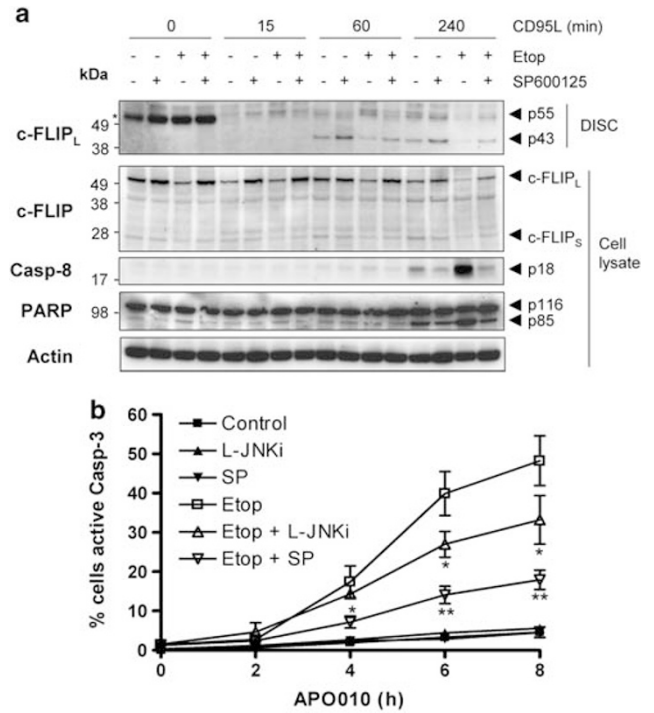 a
0 15 60 240 CD95L (min)
- - + + - - + + - - + + - - + + Etop
kDa - + - + - + - + - + - + - + - + SP600125
c-FLIPL * 49 38 p55 p43 DISC
c-FLIP 49 38 28 c-FLIPL c-FLIPS
Casp-8 17 p18
Cell lysate
PARP 98 p116 p85
Actin
b
% cells active Casp-3
60
50
40
30
20
10
0
Control
L-JNKi
SP
Etop
Etop + L-JNKi
Etop + SP
* * *
** **
0 2 4 6 8
APO010 (h)